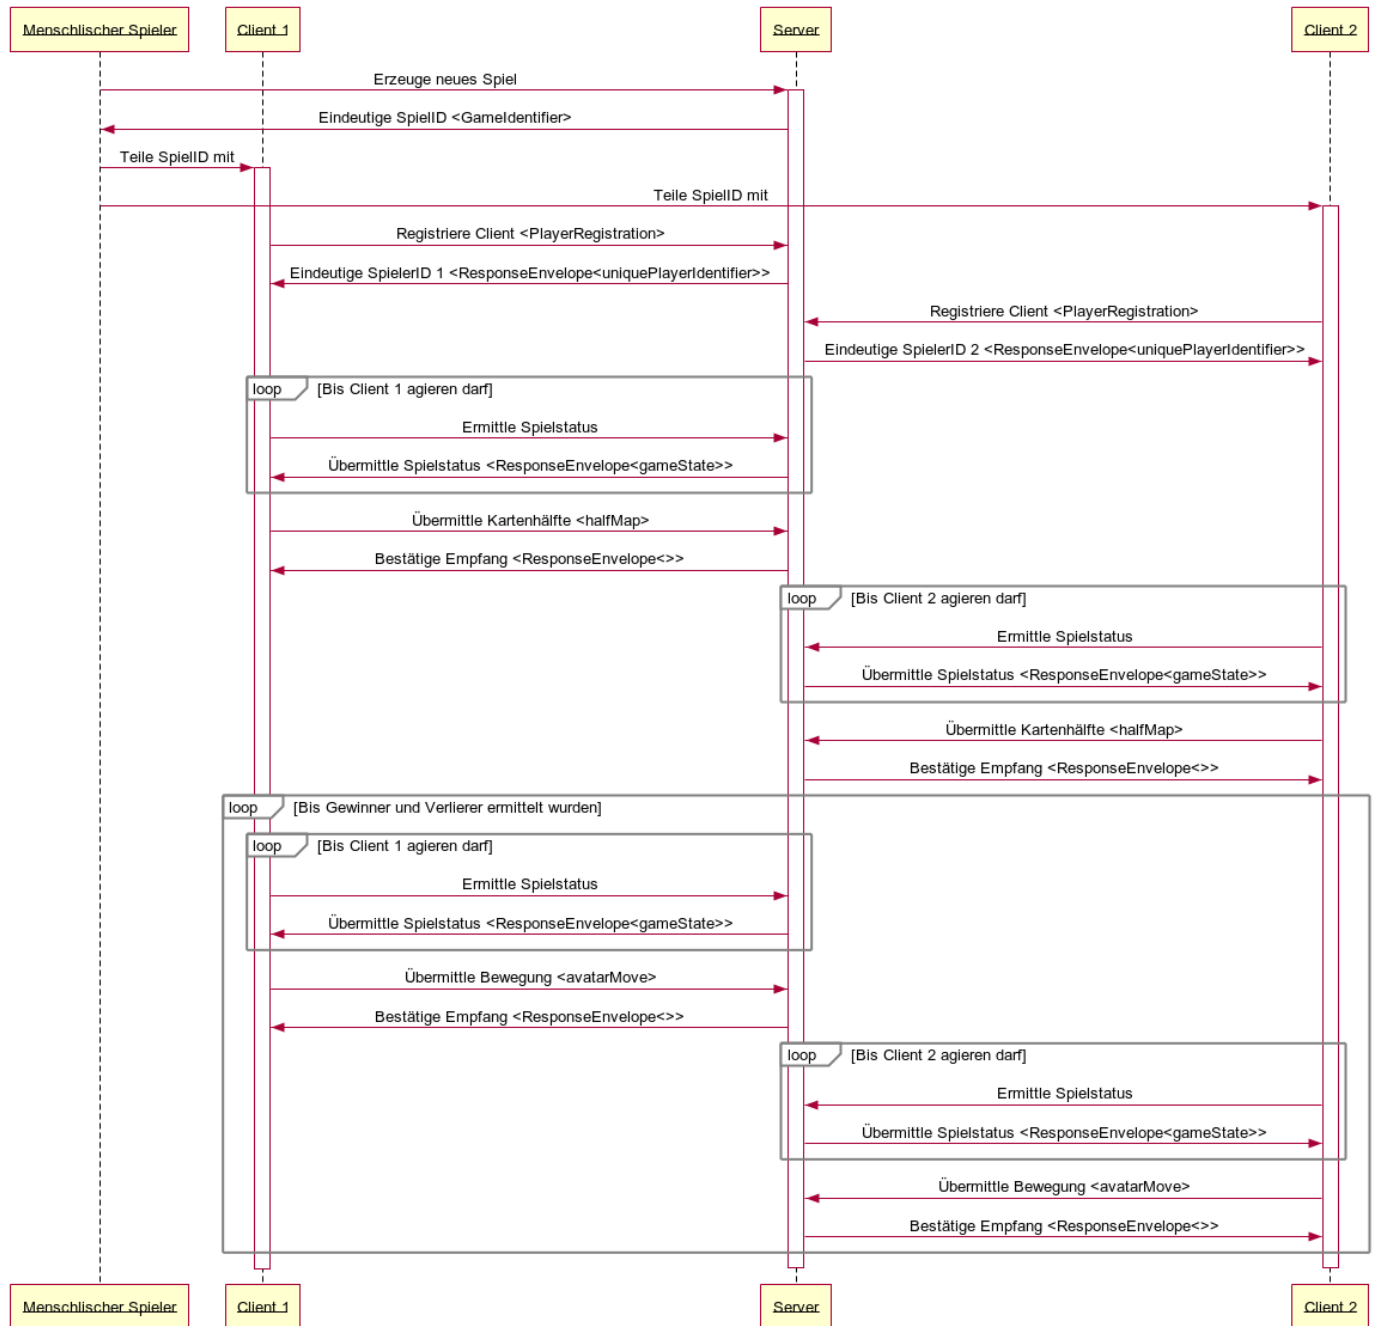 Menschlischer Spieler
Client 1
Server
Client 2
Erzeuge neues Spiel
Eindeutige SpielID <GameIdentifier>
Teile SpielID mit
Teile SpielID mit
Registriere Client <PlayerRegistration>
Eindeutige SpielerID 1 <ResponseEnvelope<uniquePlayerIdentifier>>
Registriere Client <PlayerRegistration>
Eindeutige SpielerID 2 <ResponseEnvelope<uniquePlayerIdentifier>>
loop [Bis Client 1 agieren darf]
Ermittle Spielstatus
Übermittle Spielstatus <ResponseEnvelope<gameState>>
Übermittle Kartenhälfte <halfMap>
Bestätige Empfang <ResponseEnvelope<>>
loop [Bis Client 2 agieren darf]
Ermittle Spielstatus
Übermittle Spielstatus <ResponseEnvelope<gameState>>
Übermittle Kartenhälfte <halfMap>
Bestätige Empfang <ResponseEnvelope<>>
loop [Bis Gewinner und Verlierer ermittelt wurden]
loop [Bis Client 1 agieren darf]
Ermittle Spielstatus
Übermittle Spielstatus <ResponseEnvelope<gameState>>
Übermittle Bewegung <avatarMove>
Bestätige Empfang <ResponseEnvelope<>>
loop [Bis Client 2 agieren darf]
Ermittle Spielstatus
Übermittle Spielstatus <ResponseEnvelope<gameState>>
Übermittle Bewegung <avatarMove>
Bestätige Empfang <ResponseEnvelope<>>
Menschlischer Spieler
Client 1
Server
Client 2